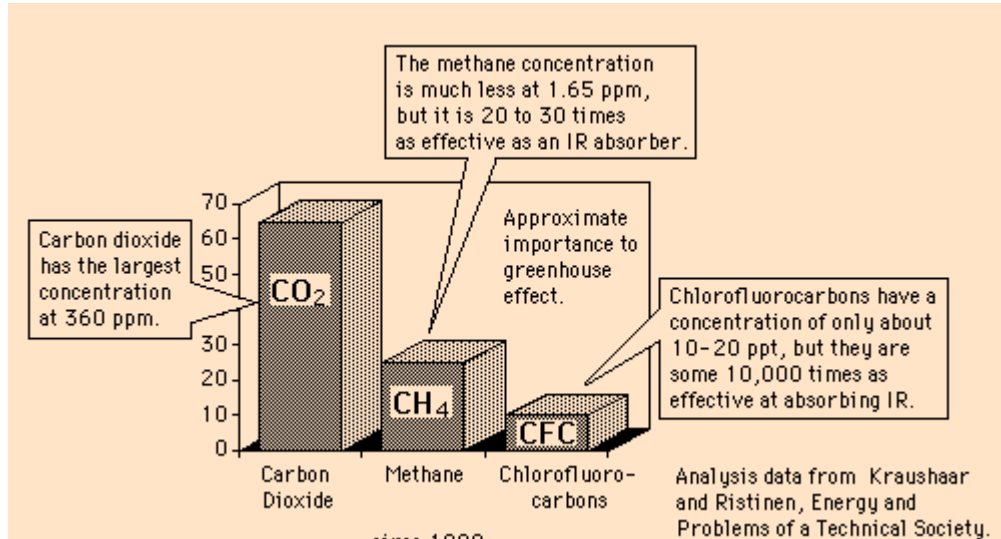 The methane concentration
is much less at 1.65 ppm,
but it is 20 to 30 times
as effective as an IR absorber.
Carbon dioxide
has the largest
concentration
at 360 ppm.
Approximate
importance to
greenhouse
effect.
Chlorofluorocarbons have a
concentration of only about
10-20 ppt, but they are
some 10,000 times as
effective at absorbing IR.
70
60
50
30
20
10
0
CO₂
CH₄
CFC
Carbon
Dioxide
Methane
Chlorofluoro-
carbons
Analysis data from Kraushaar
and Ristinen, Energy and
Problems of a Technical Society.